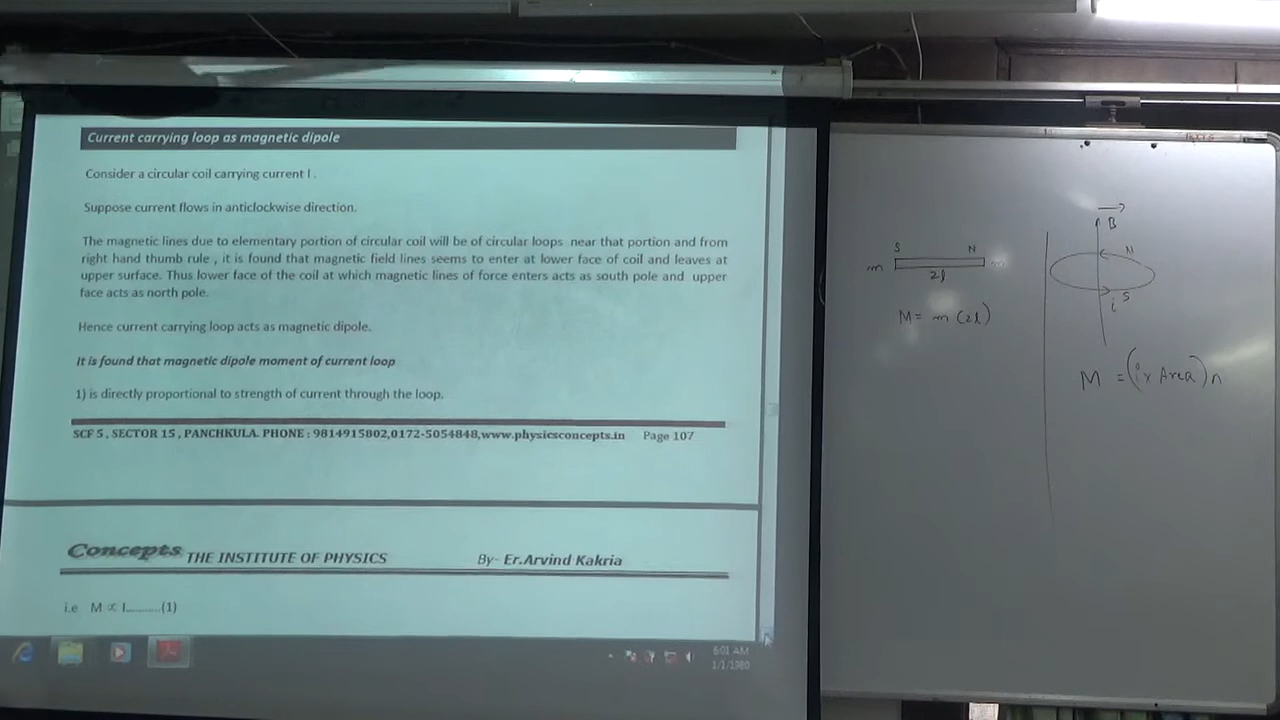 Current carrying loop as magnetic dipole
Consider a circular coil carrying current I .
Suppose current flows in anticlockwise direction.
The magnetic lines due to elementary portion of circular coil will be of circular loops near that portion and from
right hand thumb rule , it is found that magnetic field lines seems to enter at lower face of coil and leaves at
upper surface. Thus lower face of the coil at which magnetic lines of force enters acts as south pole and upper
face acts as north pole.
Hence current carrying loop acts as magnetic dipole.
It is found that magnetic dipole moment of current loop
1) is directly proportional to strength of current through the loop.
SCF 5 , SECTOR 15 , PANCHKULA. PHONE : 9814915802,0172-5054848,www.physicsconcepts.in Page 107
Concepts THE INSTITUTE OF PHYSICS By- Er.Arvind Kakria
i.e M ∝ I...........(1)
6:01 AM
1/1/1980
S N
m
2l
M = m (2l)
B
N
S
i
M = (i x Area) n